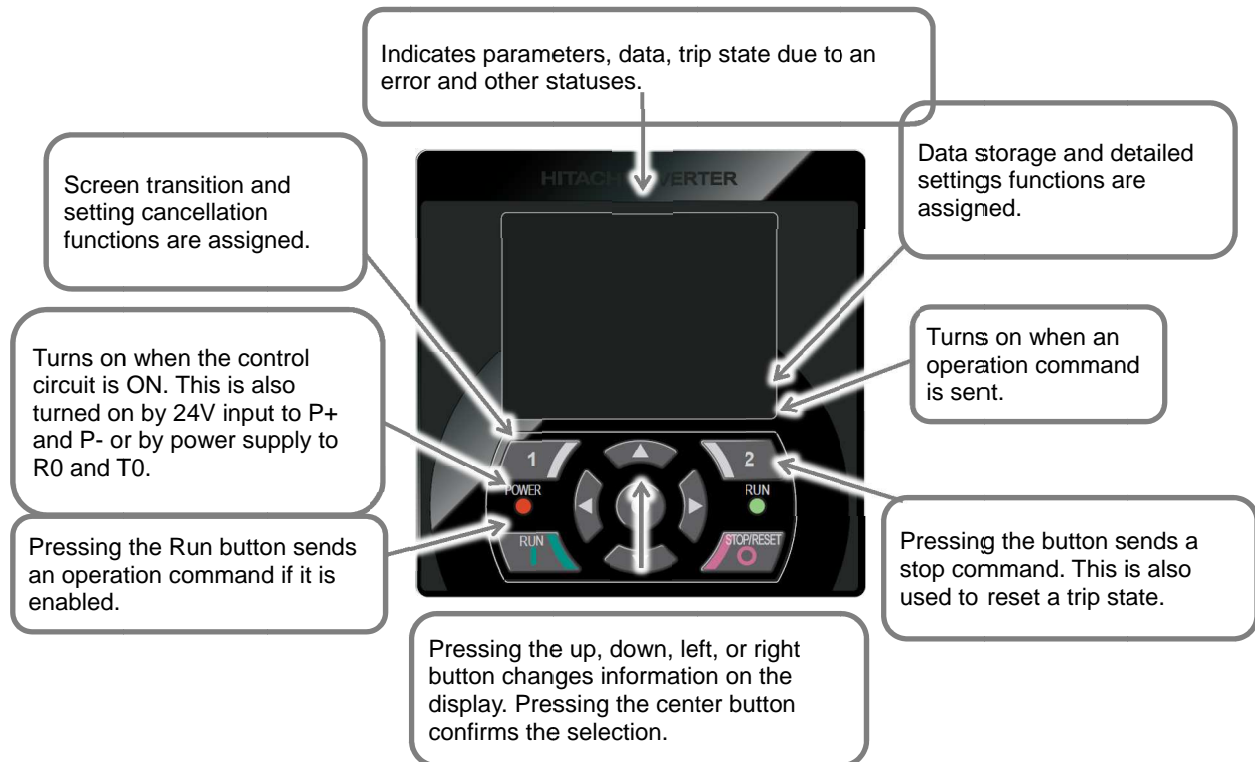 Indicates parameters, data, trip state due to an
error and other statuses.
Screen transition and
setting cancellation
functions are
assigned.
Data storage and detailed
settings functions are
assigned.
HITACHI INVERTER
Turns on when the control
circuit is ON. This is also
turned on by 24V input to P+
and P- or by power supply to
R0 and T0.
Turns on when an
operation command
is sent.
1
2
POWER
RUN
RUN
STOP/RESET
Pressing the Run button sends
an operation command if it is
enabled.
Pressing the button sends a
stop command. This is also
used to reset a trip state.
Pressing the up, down, left, or right
button changes information on the
display. Pressing the center button
confirms the selection.